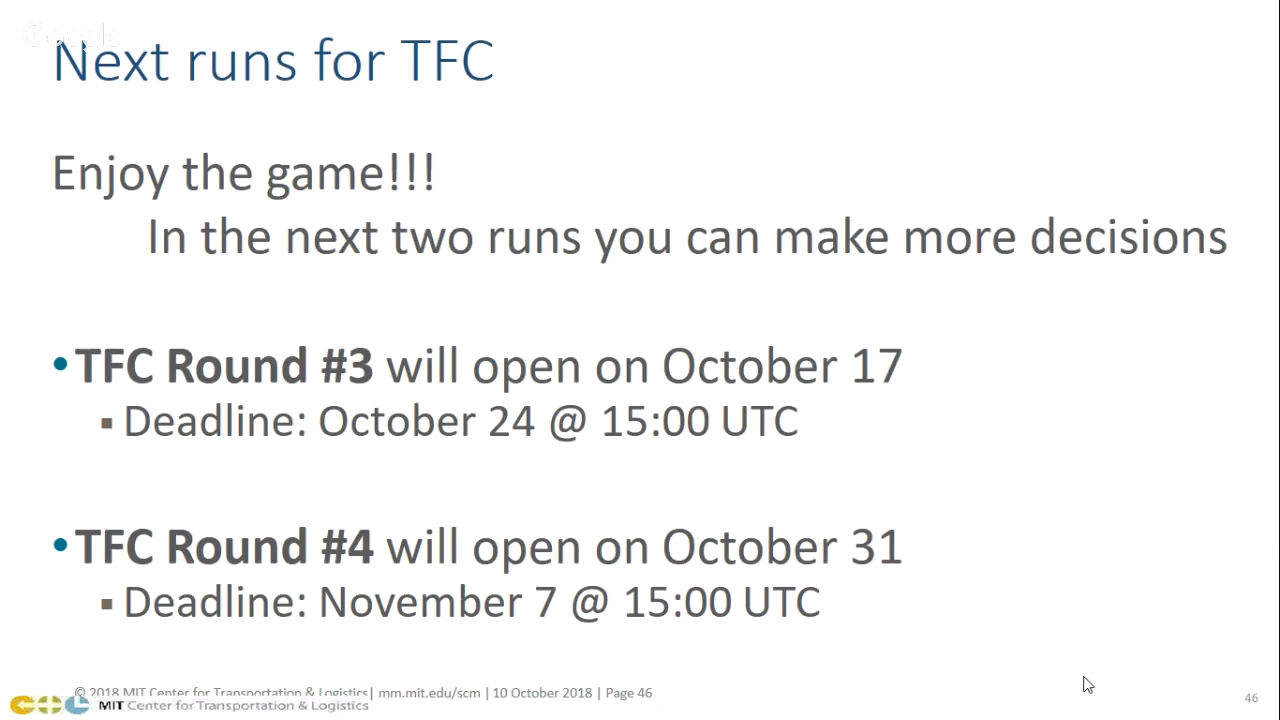 Next runs for TFC
Enjoy the game!!!
In the next two runs you can make more decisions
•TFC Round #3 will open on October 17
▪ Deadline: October 24 @ 15:00 UTC
•TFC Round #4 will open on October 31
▪ Deadline: November 7 @ 15:00 UTC
© 2018 MIT Center for Transportation & Logistics| mm.mit.edu/scm | 10 October 2018 | Page 46
MIT Center for Transportation & Logistics
46